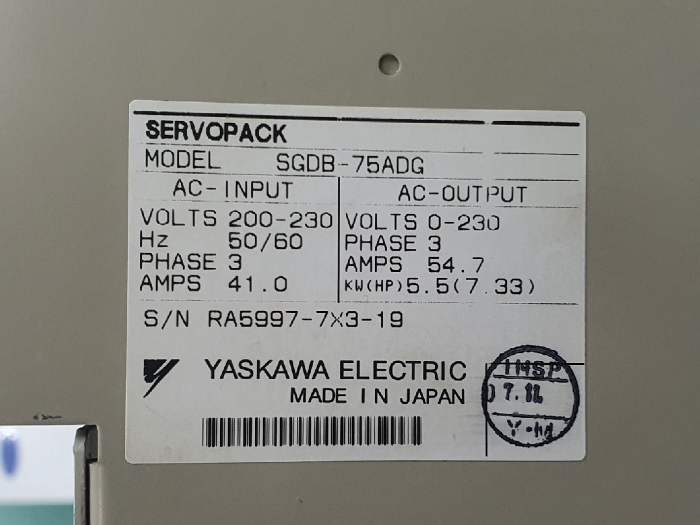 SERVOPACK
MODEL SGDB-75ADG
AC-INPUT AC-OUTPUT
VOLTS 200-230 VOLTS 0-230
Hz 50/60 PHASE 3
PHASE 3 AMPS 54.7
AMPS 41.0 KW(HP) 5.5(7.33)
S/N RA5997-7X3-19
YASKAWA ELECTRIC
MADE IN JAPAN
INSP